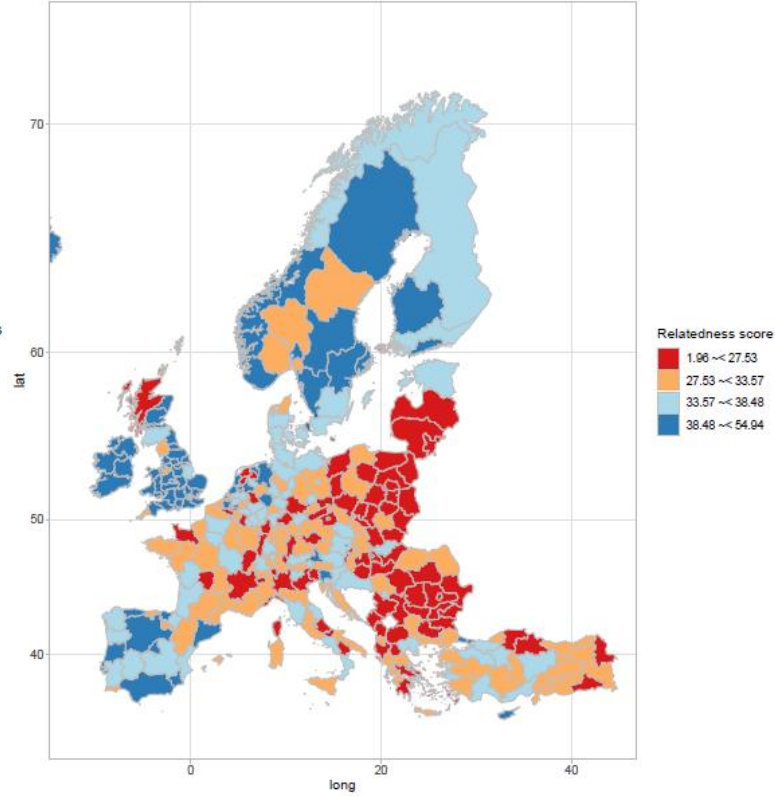 70
60
50
40
lat
0
20
40
long
s
Relatedness score
1.96 ~< 27.53
27.53 ~< 33.57
33.57 ~< 38.48
38.48 ~< 54.94